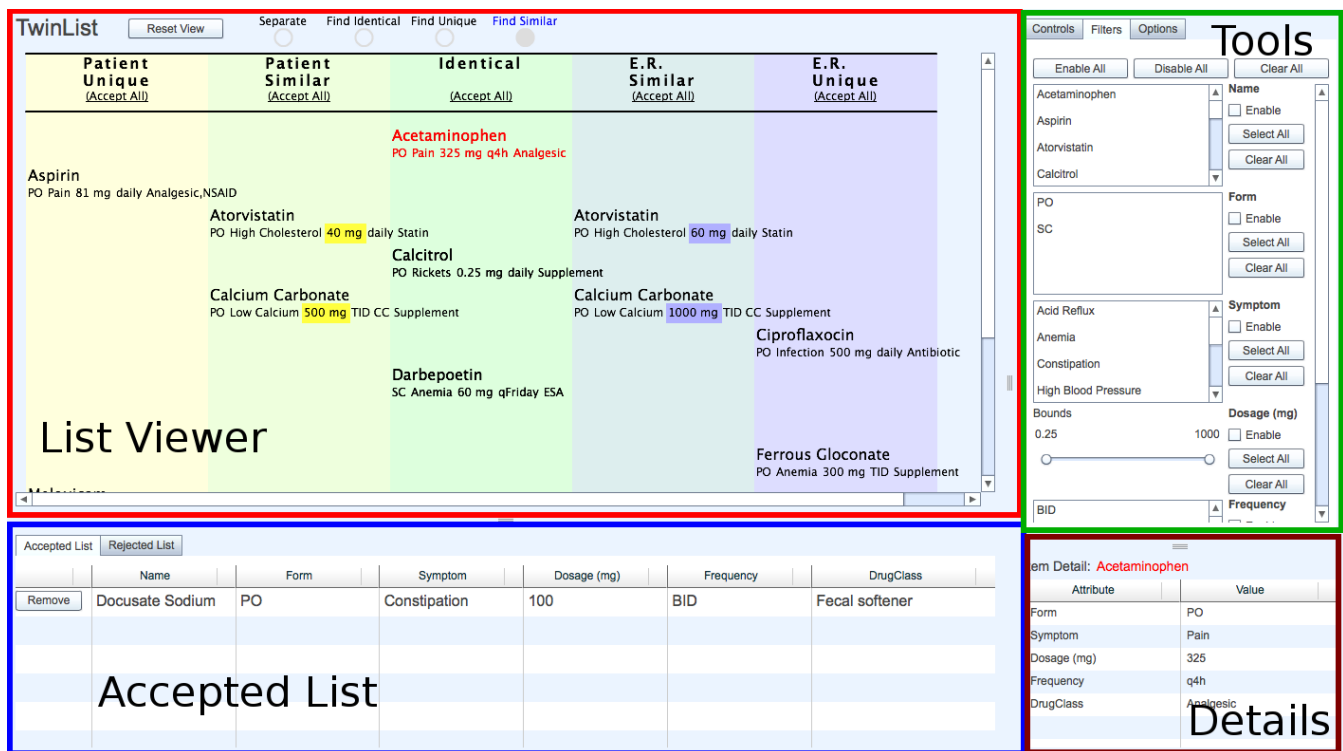 TwinList
Reset View
Separate Find Identical Find Unique Find Similar
Patient Unique (Accept All)
Patient Similar (Accept All)
Identical (Accept All)
E.R. Similar (Accept All)
E.R. Unique (Accept All)
Acetaminophen
PO Pain 325 mg q4h Analgesic
Aspirin
PO Pain 81 mg daily Analgesic,NSAID
Atorvistatin
PO High Cholesterol 40 mg daily Statin
Atorvistatin
PO High Cholesterol 60 mg daily Statin
Calcitrol
PO Rickets 0.25 mg daily Supplement
Calcium Carbonate
PO Low Calcium 500 mg TID CC Supplement
Calcium Carbonate
PO Low Calcium 1000 mg TID CC Supplement
Ciproflaxocin
PO Infection 500 mg daily Antibiotic
Darbepoetin
SC Anemia 60 mg qFriday ESA
List Viewer
Ferrous Gloconate
PO Anemia 300 mg TID Supplement
Controls Filters Options
Tools
Enable All Disable All Clear All
Acetaminophen
Aspirin
Atorvistatin
Calcitrol
Name
Enable
Select All
Clear All
PO
SC
Form
Enable
Select All
Clear All
Acid Reflux
Anemia
Constipation
High Blood Pressure
Symptom
Enable
Select All
Clear All
Bounds
0.25 1000
Dosage (mg)
Enable
Select All
Clear All
BID
Frequency
Accepted List Rejected List
Name Form Symptom Dosage (mg) Frequency DrugClass
Remove Docusate Sodium PO Constipation 100 BID Fecal softener
Accepted List
em Detail: Acetaminophen
Attribute Value
Form PO
Symptom Pain
Dosage (mg) 325
Frequency q4h
DrugClass Analgesic
Details